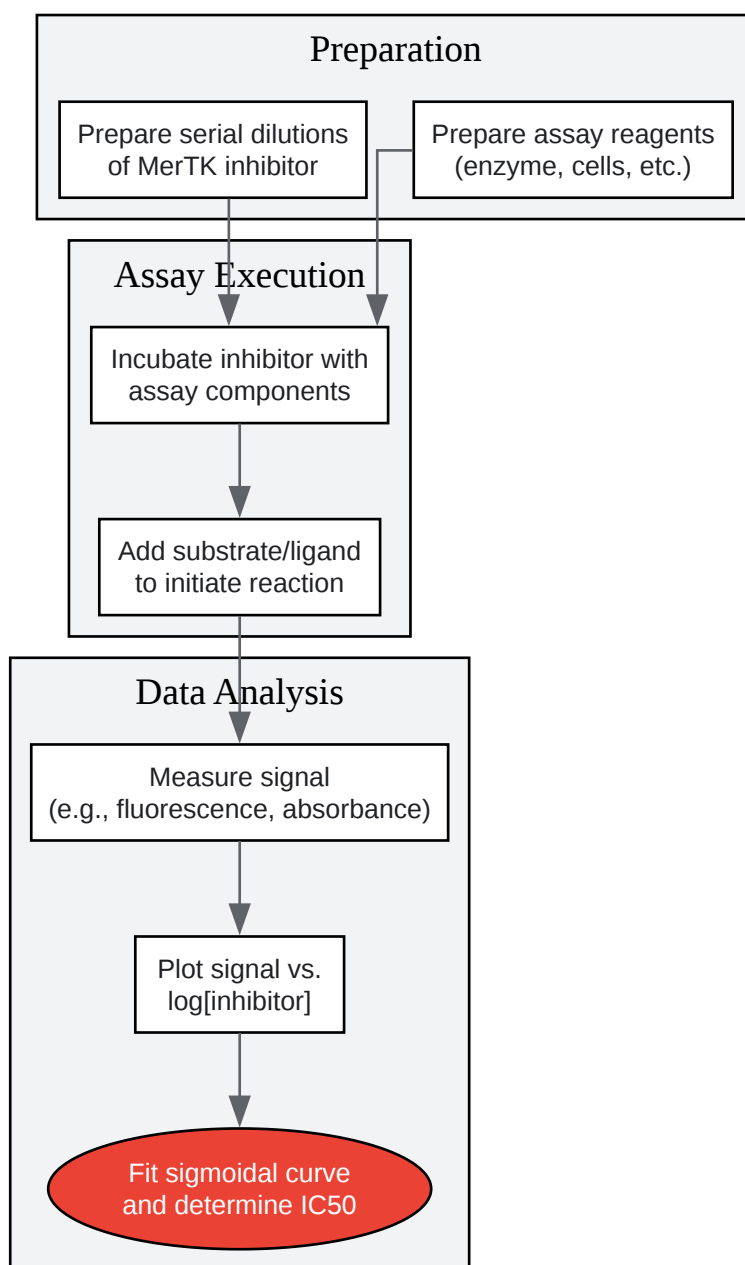 Preparation
Prepare serial dilutions
of MerTK inhibitor
Prepare assay reagents
(enzyme, cells, etc.)
Assay Execution
Incubate inhibitor with
assay components
Add substrate/ligand
to initiate reaction
Data Analysis
Measure signal
(e.g., fluorescence, absorbance)
Plot signal vs.
log[inhibitor]
Fit sigmoidal curve
and determine IC50